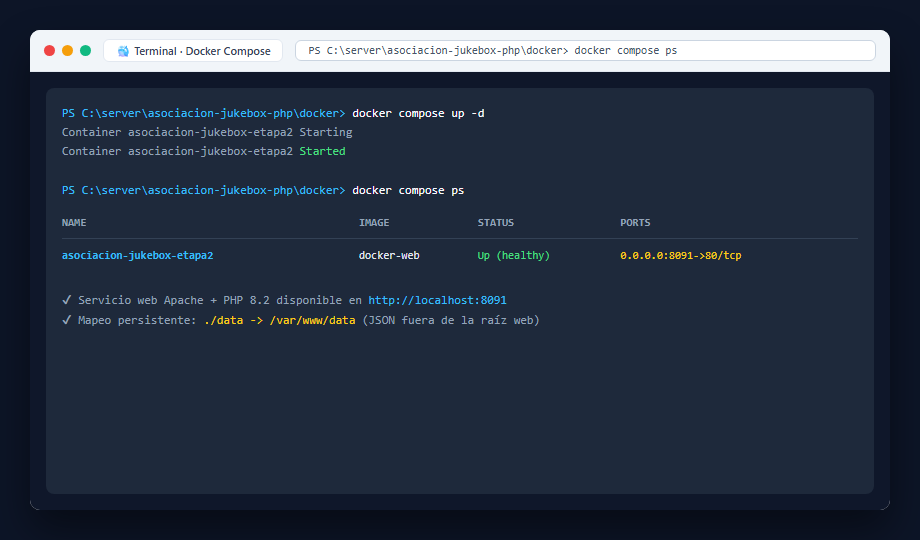 Terminal · Docker Compose
PS C:\server\asociacion-jukebox-php\docker> docker compose ps
PS C:\server\asociacion-jukebox-php\docker> docker compose up -d
Container asociacion-jukebox-etapa2 Starting
Container asociacion-jukebox-etapa2 Started
PS C:\server\asociacion-jukebox-php\docker> docker compose ps
NAME IMAGE STATUS PORTS
asociacion-jukebox-etapa2 docker-web Up (healthy) 0.0.0.0:8091->80/tcp
✓ Servicio web Apache + PHP 8.2 disponible en http://localhost:8091
✓ Mapeo persistente: ./data -> /var/www/data (JSON fuera de la raíz web)